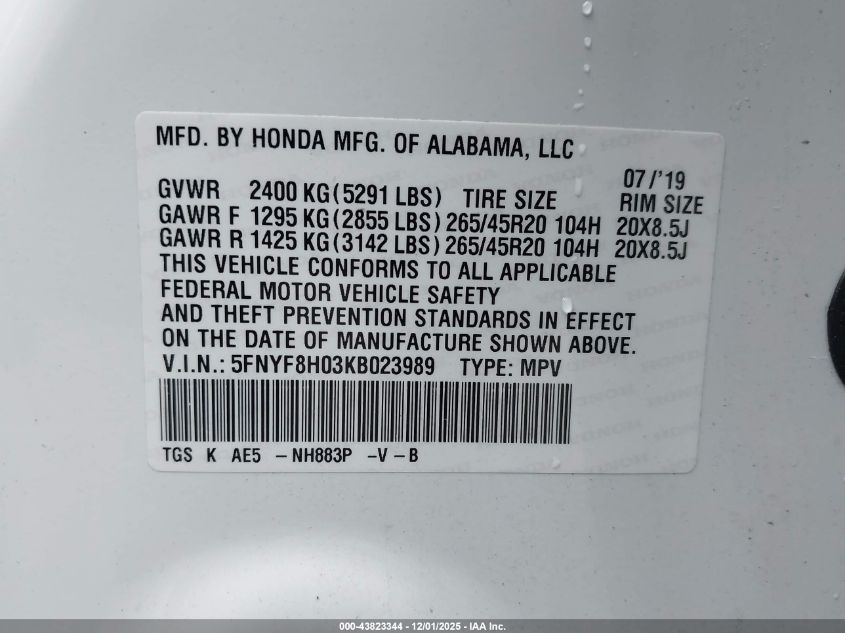 MFD. BY HONDA MFG. OF ALABAMA, LLC
07/'19
GVWR 2400 KG(5291 LBS) TIRE SIZE RIM SIZE
GAWR F 1295 KG(2855 LBS) 265/45R20 104H 20X8.5J
GAWR R 1425 KG(3142 LBS) 265/45R20 104H 20X8.5J
THIS VEHICLE CONFORMS TO ALL APPLICABLE
FEDERAL MOTOR VEHICLE SAFETY
AND THEFT PREVENTION STANDARDS IN EFFECT
ON THE DATE OF MANUFACTURE SHOWN ABOVE.
V.I.N.: 5FNYF8H03KB023989 TYPE: MPV
TGS K AE5 -NH883P -V-B
000-43823344 - 12/01/2025 - IAA Inc.